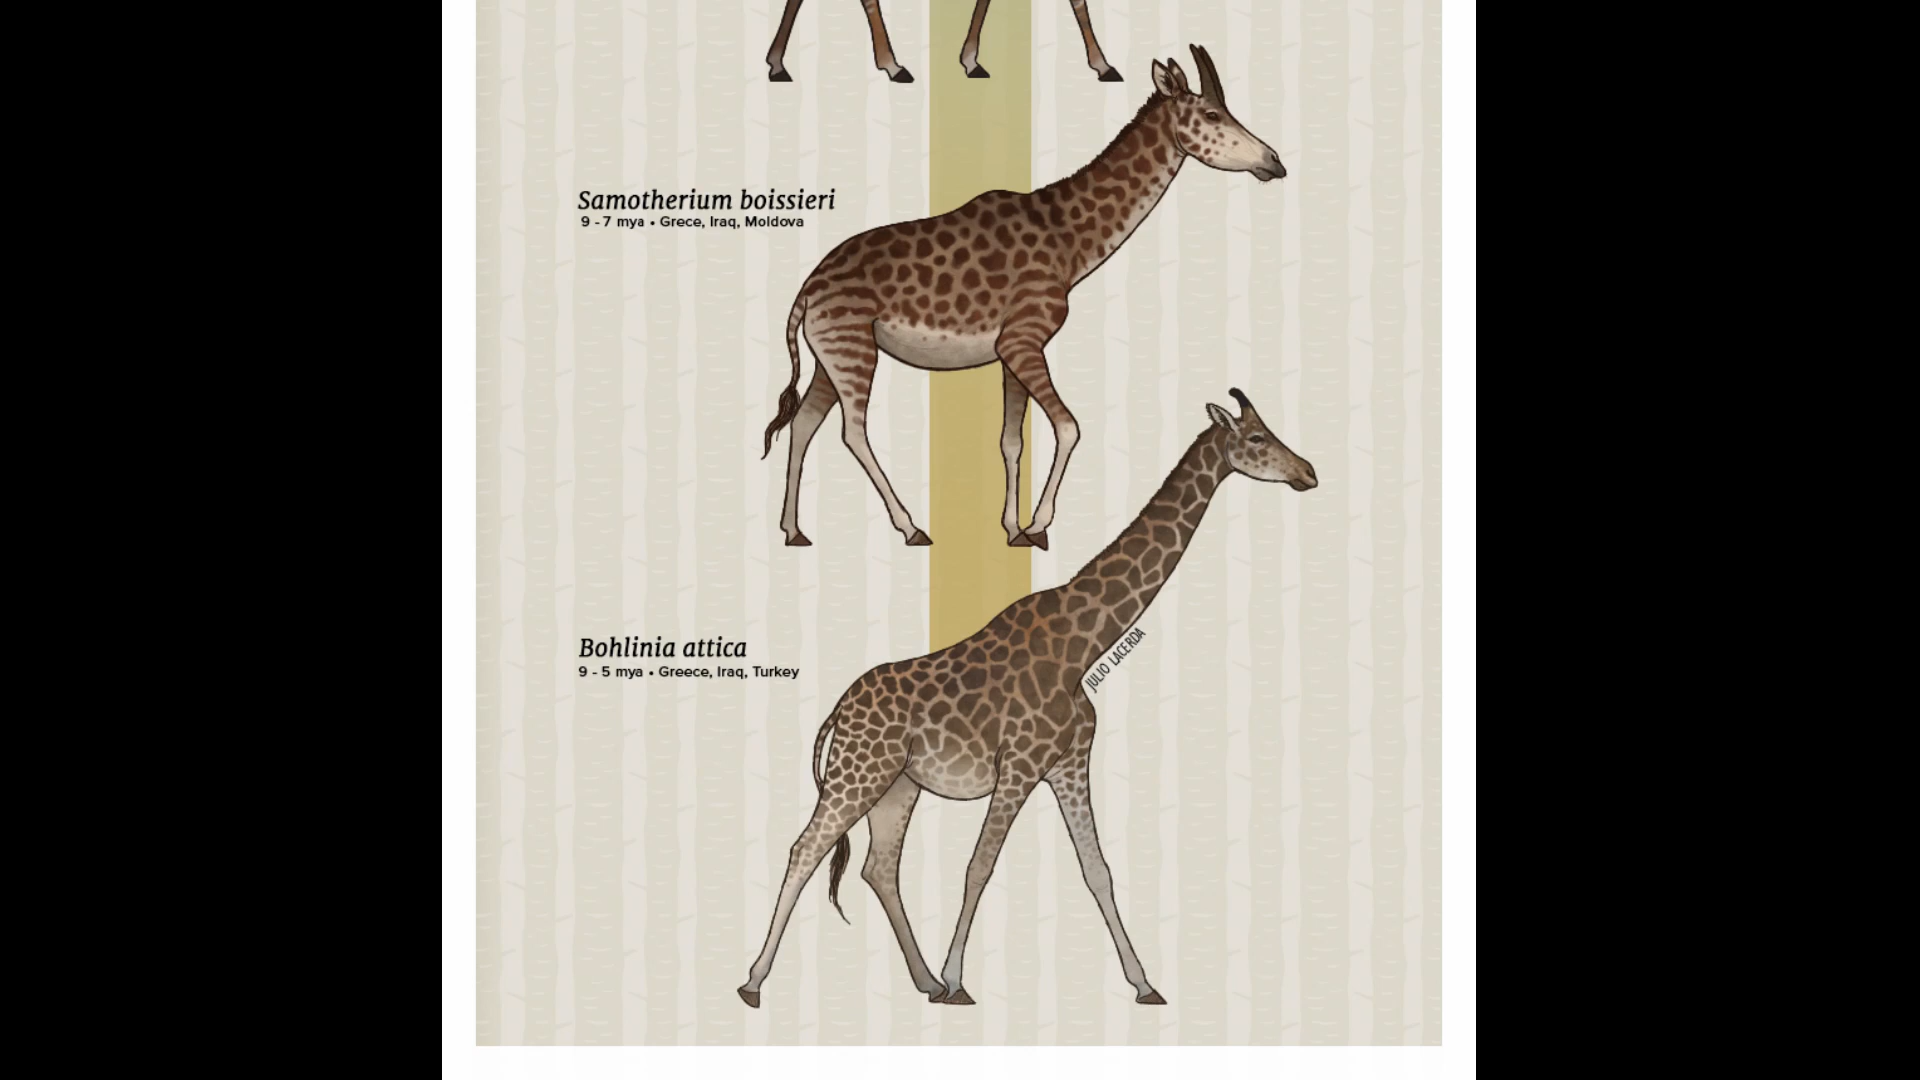 Samotherium boissieri
9 - 7 mya • Grece, Iraq, Moldova
Bohlinia attica
9 - 5 mya • Greece, Iraq, Turkey
JULIO LACERDA